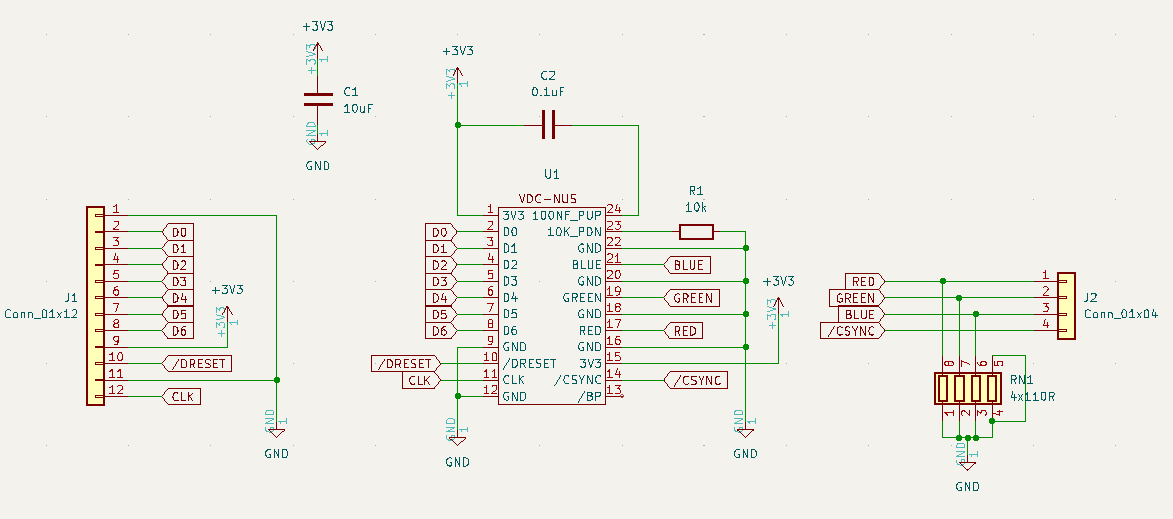 +3V3
+3V3
1
C1
10uF
GND
1
GND
+3V3
+3V3
1
C2
0.1uF
U1
VDC-NUS
1 3V3
2 D0
3 D1
4 D2
5 D3
6 D4
7 D5
8 D6
9 GND
10 /DRESET
11 CLK
12 GND
100NF_PUP 24
10K_PDN 23
GND 22
BLUE 21
GND 20
GREEN 19
GND 18
RED 17
GND 16
3V3 15
/CSYNC 14
/BP 13
D0
D1
D2
D3
D4
D5
D6
/DRESET
CLK
GND
1
GND
R1
10k
BLUE
GREEN
RED
/CSYNC
+3V3
+3V3
1
GND
1
GND
J1
Conn_01x12
1
2 D0
3 D1
4 D2
5 D3
6 D4
7 D5
8 D6
9
10 /DRESET
11
12 CLK
+3V3
+3V3
1
GND
1
GND
RED 1
GREEN 2
BLUE 3
/CSYNC 4
J2
Conn_01x04
8 7 6 5
RN1
4x110R
1 2 3 4
GND
1
GND